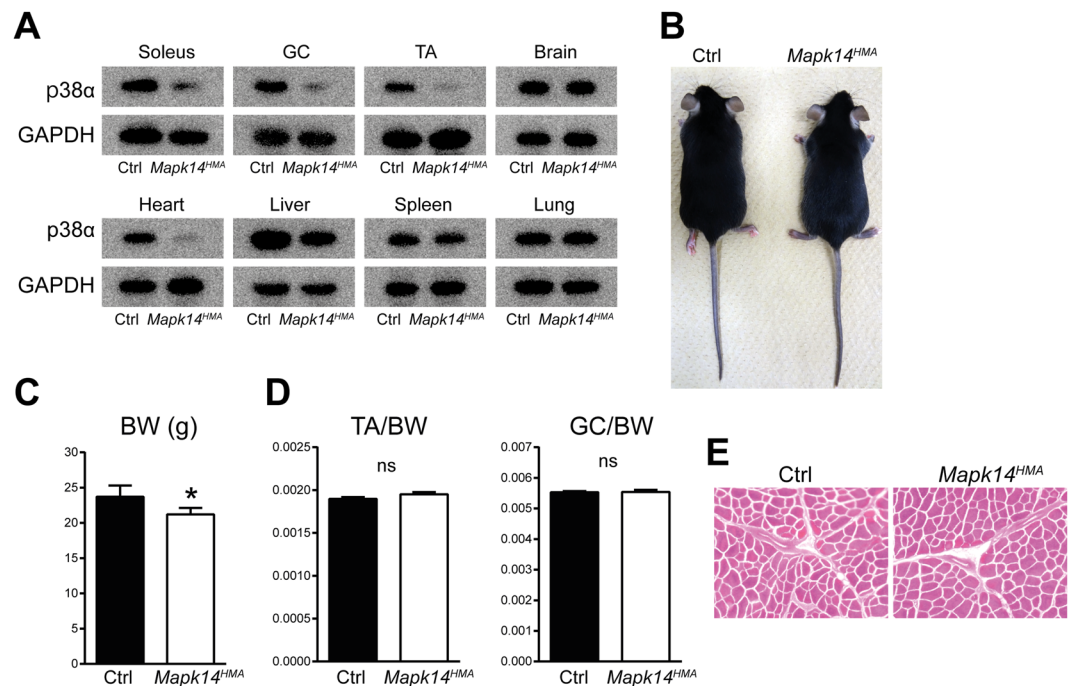 A
Soleus GC TA Brain
p38α
GAPDH
Ctrl Mapk14HMA Ctrl Mapk14HMA Ctrl Mapk14HMA Ctrl Mapk14HMA
Heart Liver Spleen Lung
p38α
GAPDH
Ctrl Mapk14HMA Ctrl Mapk14HMA Ctrl Mapk14HMA Ctrl Mapk14HMA
B
Ctrl Mapk14HMA
C
BW (g)
30
25
20
15
10
5
0
*
Ctrl Mapk14HMA
D
TA/BW
0.0025
0.0020
0.0015
0.0010
0.0005
0.0000
ns
Ctrl Mapk14HMA
GC/BW
0.007
0.006
0.005
0.004
0.003
0.002
0.001
0.000
ns
Ctrl Mapk14HMA
E
Ctrl Mapk14HMA